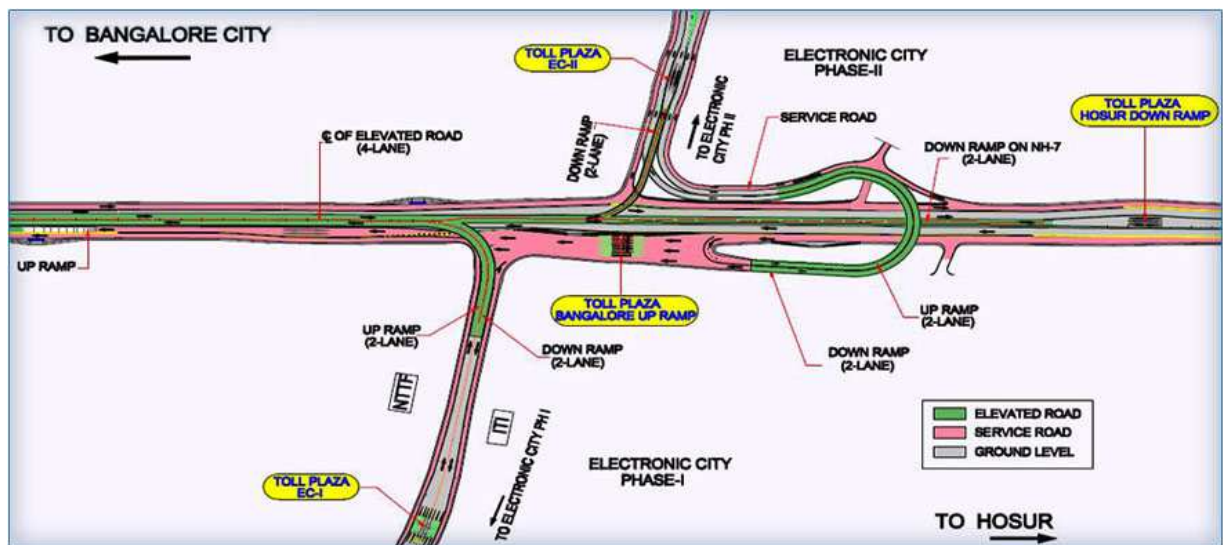 TO BANGALORE CITY
TOLL PLAZA
EC-II
ELECTRONIC CITY
PHASE-II
TOLL PLAZA
HOSUR DOWN RAMP
℄ OF ELEVATED ROAD
(4-LANE)
DOWN RAMP
(2-LANE)
TO ELECTRONIC
CITY PH II
SERVICE ROAD
DOWN RAMP ON NH-7
(2-LANE)
UP RAMP
TOLL PLAZA
BANGALORE UP RAMP
UP RAMP
(2-LANE)
UP RAMP
(2-LANE)
DOWN RAMP
(2-LANE)
DOWN RAMP
(2-LANE)
NTTF
ITI
TO ELECTRONIC CITY PH I
ELECTRONIC CITY
PHASE-I
TOLL PLAZA
EC-I
ELEVATED ROAD
SERVICE ROAD
GROUND LEVEL
TO HOSUR